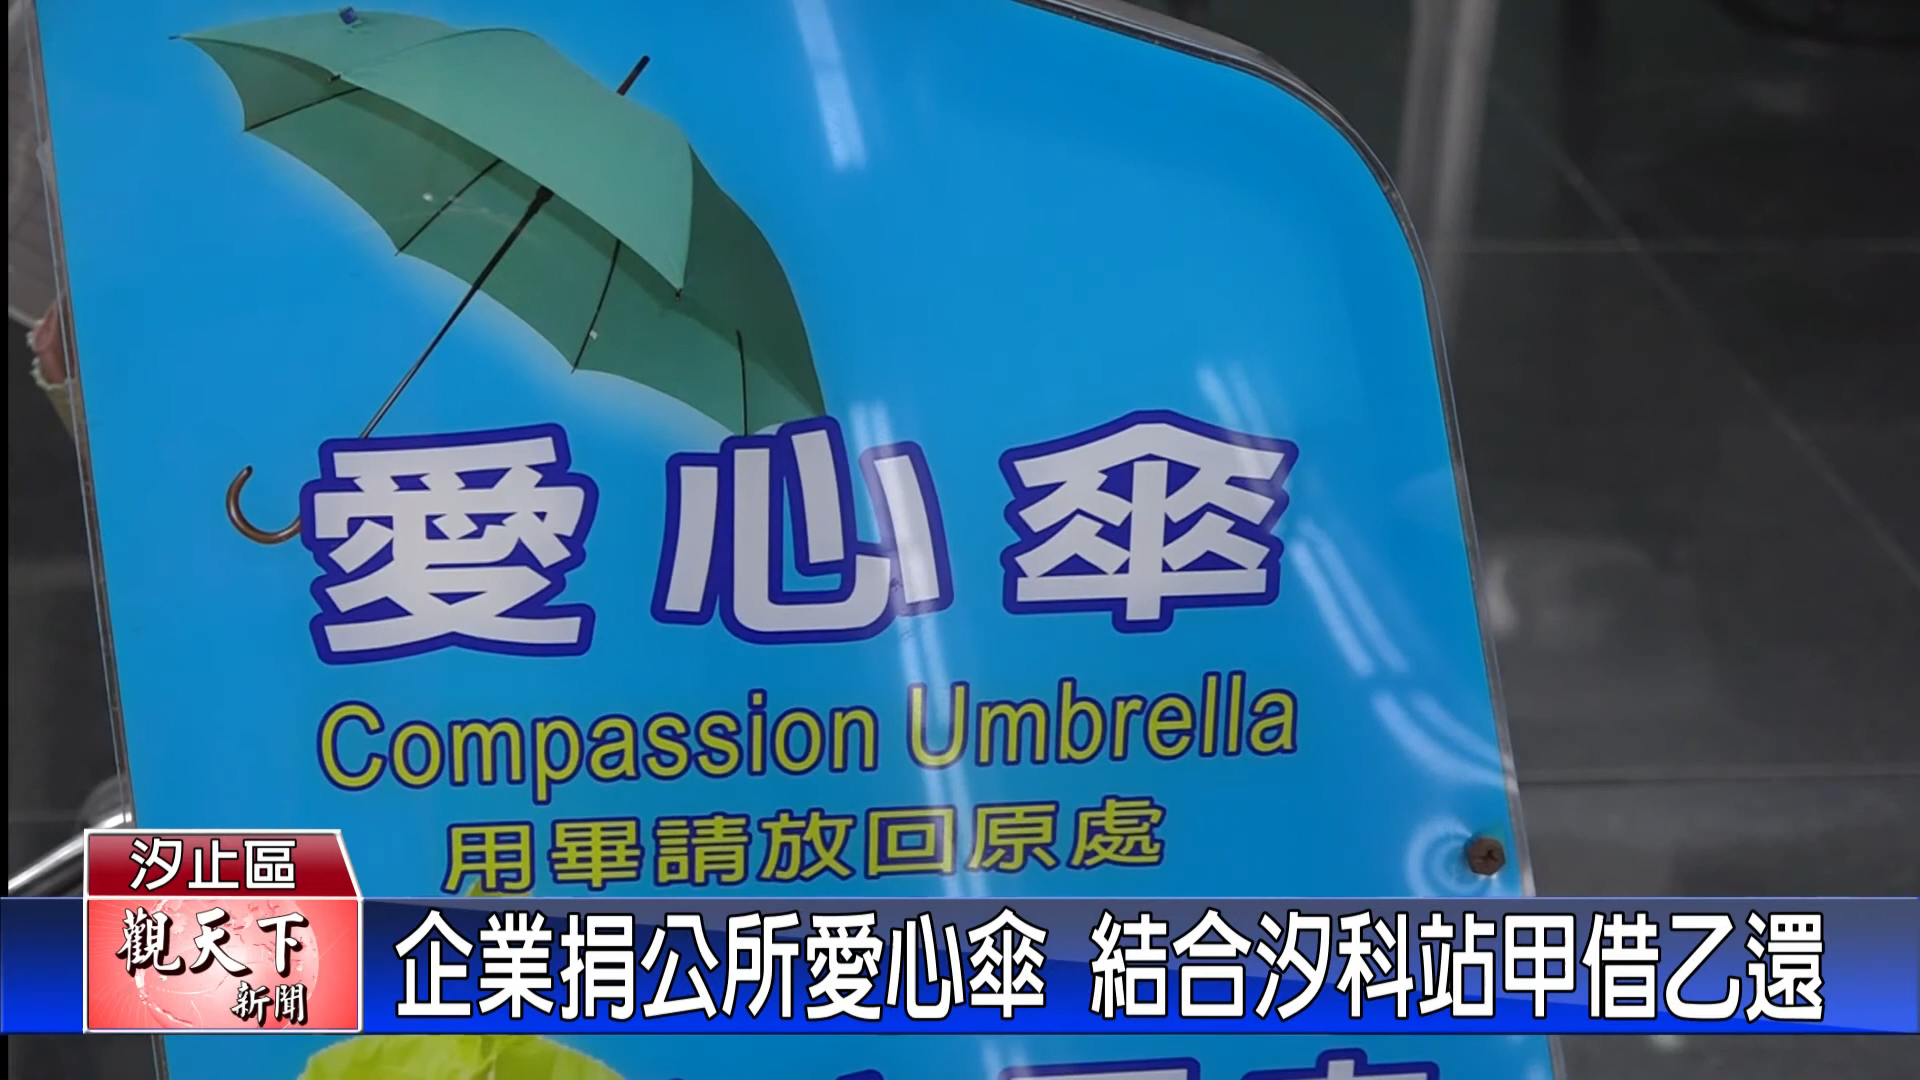 愛心傘
Compassion Umbrella
用畢請放回原處
汐止區
觀天下
新聞
企業捐公所愛心傘 結合汐科站甲借乙還